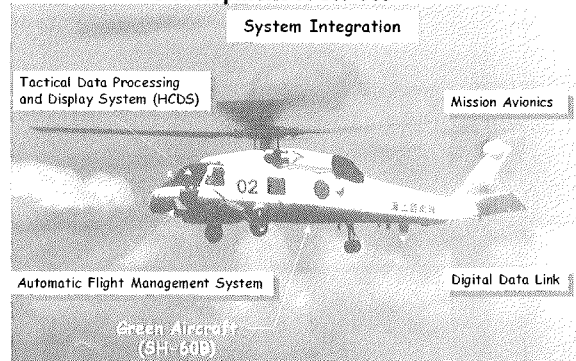 System Integration
Tactical Data Processing
and Display System (HCDS)
Mission Avionics
02
Automatic Flight Management System
Digital Data Link
Green Aircraft
(SH-60B)